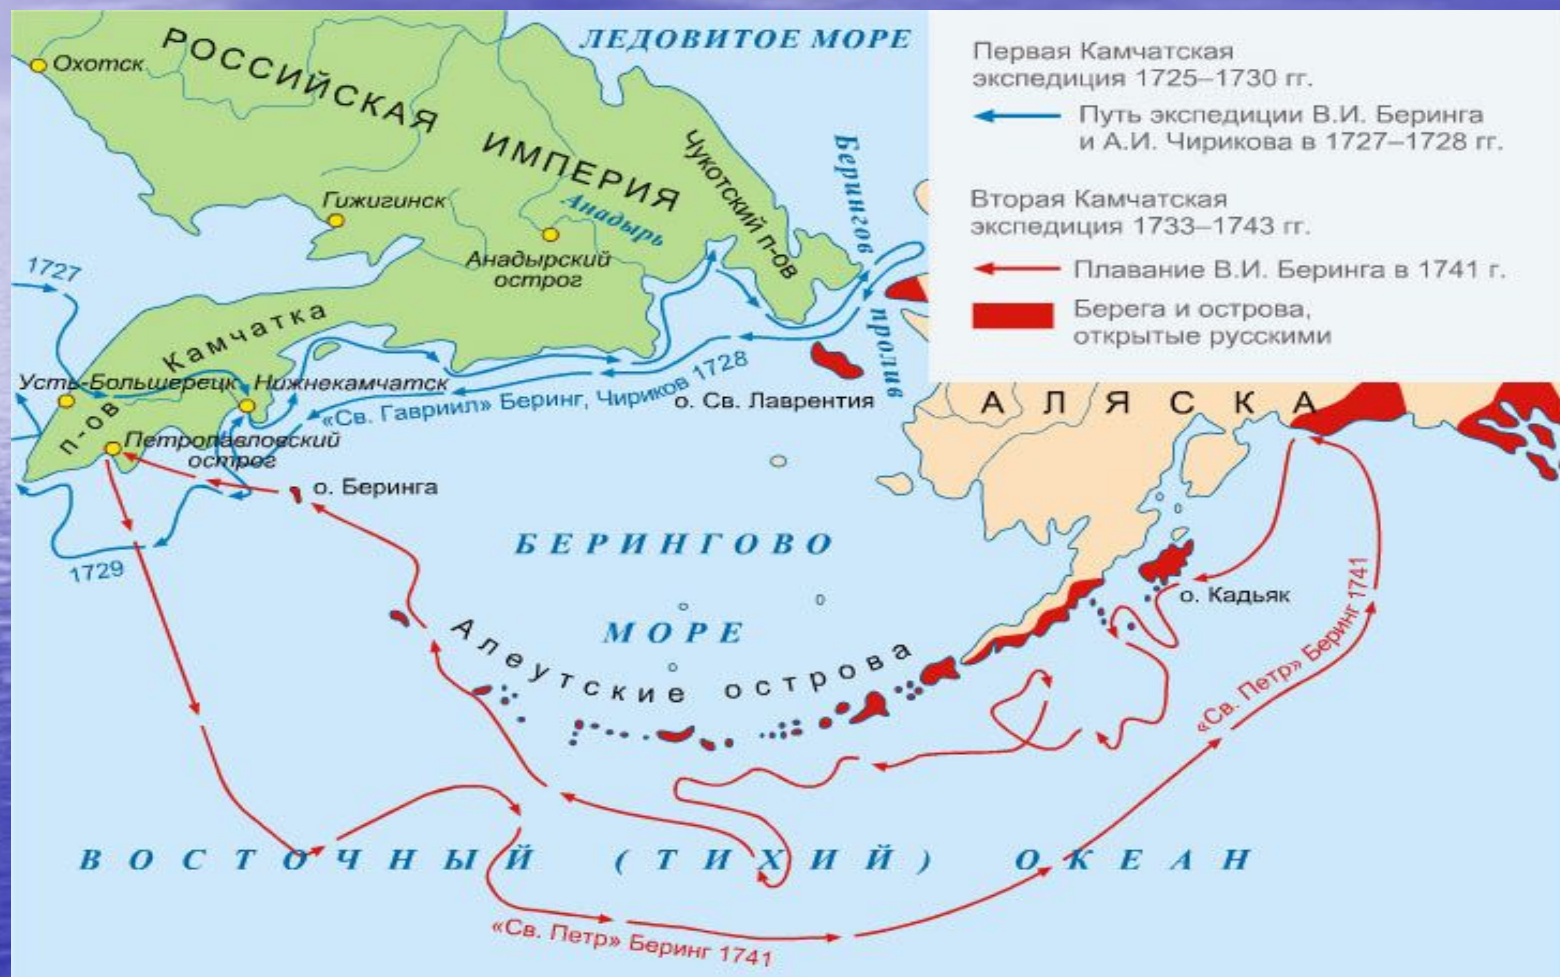 ЛЕДОВИТОЕ МОРЕ
Охотск
РОССИЙСКАЯ
ИМПЕРИЯ
Чукотский п-ов
Берингов
пролив
Гижигинск
Анадырь
Анадырский
острог
1727
Камчатка
п-ов
Усть-Большерецк
Нижнекамчатск
Петропавловский
острог
«Св. Гавриил» Беринг, Чириков 1728
о. Св. Лаврентия
о. Беринга
1729
АЛЯСКА
БЕРИНГОВО
МОРЕ
Алеутские острова
о. Кадьяк
«Св. Петр» Беринг 1741
ВОСТОЧНЫЙ (ТИХИЙ) ОКЕАН
«Св. Петр» Беринг 1741
Первая Камчатская
экспедиция 1725–1730 гг.
Путь экспедиции В.И. Беринга
и А.И. Чирикова в 1727–1728 гг.
Вторая Камчатская
экспедиция 1733–1743 гг.
Плавание В.И. Беринга в 1741 г.
Берега и острова,
открытые русскими